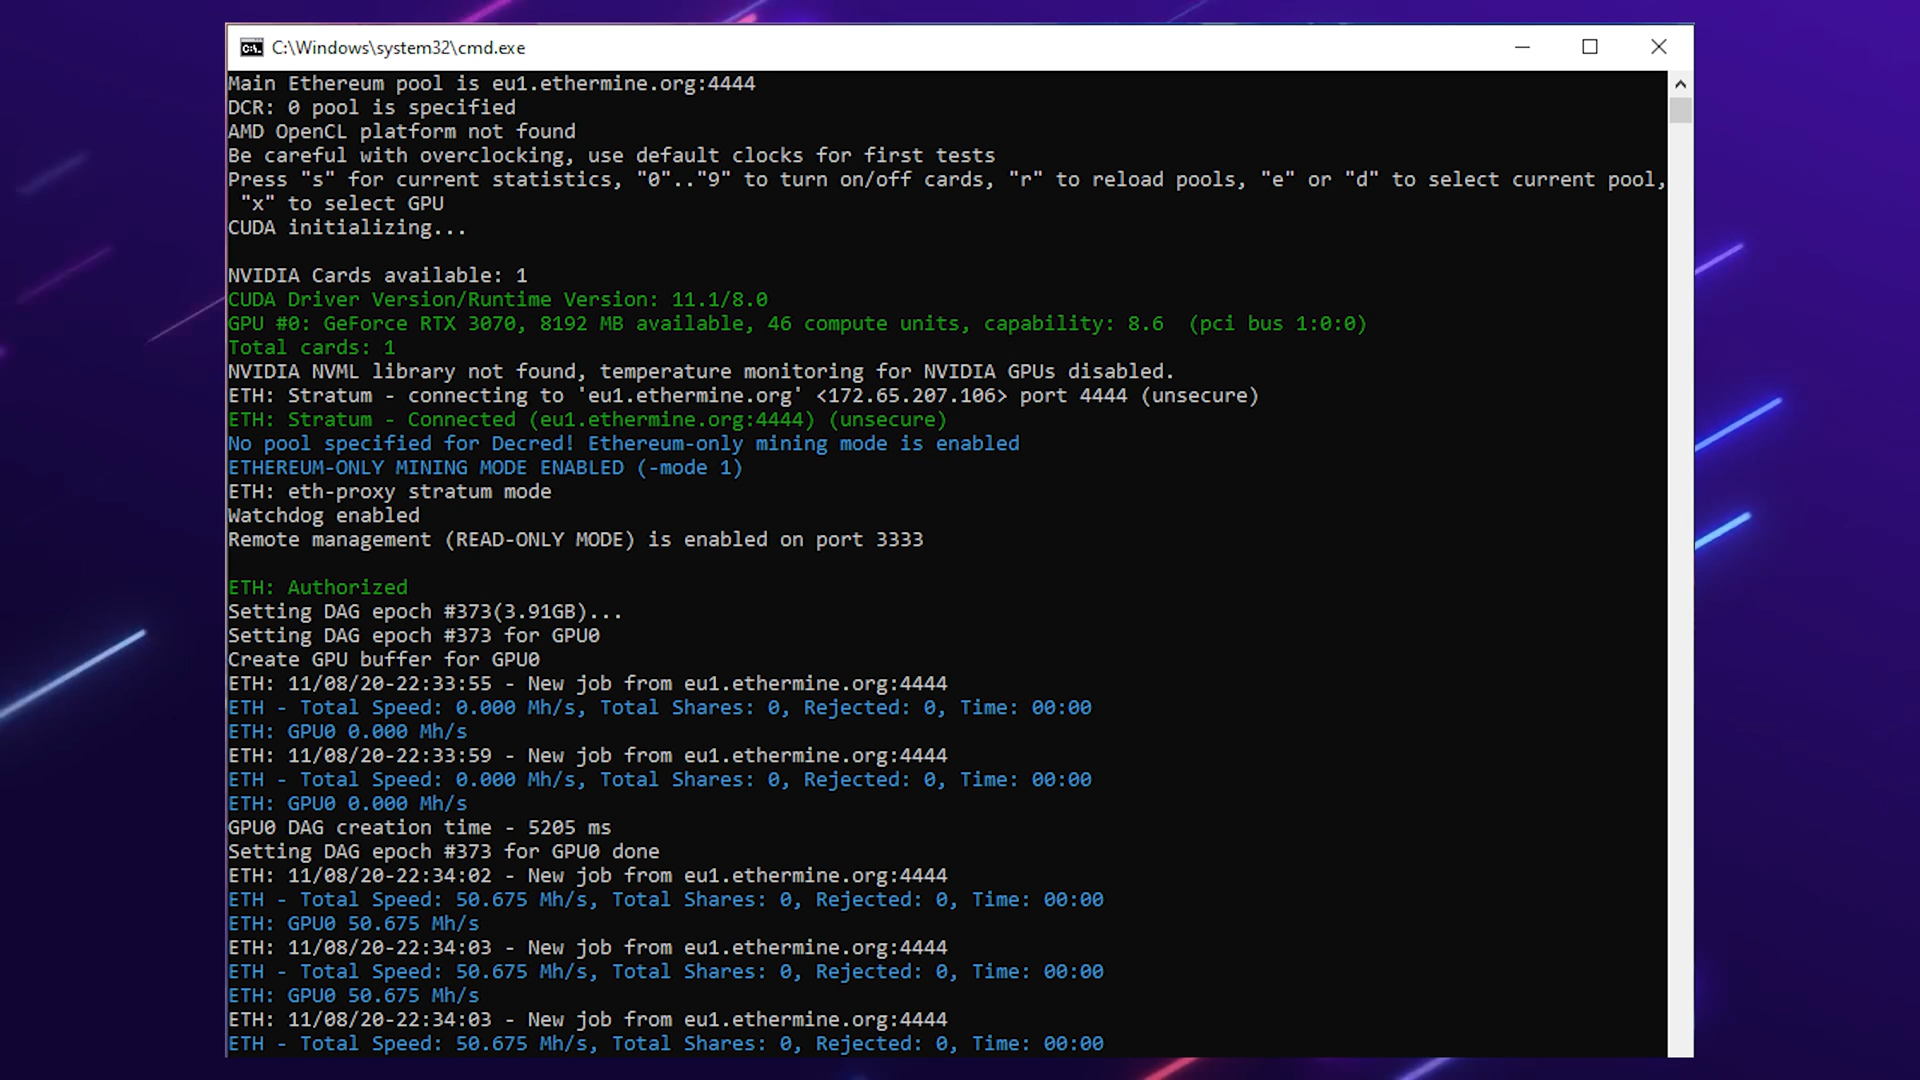 C:\Windows\system32\cmd.exe
Main Ethereum pool is eu1.ethermine.org:4444
DCR: 0 pool is specified
AMD OpenCL platform not found
Be careful with overclocking, use default clocks for first tests
Press "s" for current statistics, "0".."9" to turn on/off cards, "r" to reload pools, "e" or "d" to select current pool,
"x" to select GPU
CUDA initializing...
NVIDIA Cards available: 1
CUDA Driver Version/Runtime Version: 11.1/8.0
GPU #0: GeForce RTX 3070, 8192 MB available, 46 compute units, capability: 8.6  (pci bus 1:0:0)
Total cards: 1
NVIDIA NVML library not found, temperature monitoring for NVIDIA GPUs disabled.
ETH: Stratum - connecting to 'eu1.ethermine.org' <172.65.207.106> port 4444 (unsecure)
ETH: Stratum - Connected (eu1.ethermine.org:4444) (unsecure)
No pool specified for Decred! Ethereum-only mining mode is enabled
ETHEREUM-ONLY MINING MODE ENABLED (-mode 1)
ETH: eth-proxy stratum mode
Watchdog enabled
Remote management (READ-ONLY MODE) is enabled on port 3333
ETH: Authorized
Setting DAG epoch #373(3.91GB)...
Setting DAG epoch #373 for GPU0
Create GPU buffer for GPU0
ETH: 11/08/20-22:33:55 - New job from eu1.ethermine.org:4444
ETH - Total Speed: 0.000 Mh/s, Total Shares: 0, Rejected: 0, Time: 00:00
ETH: GPU0 0.000 Mh/s
ETH: 11/08/20-22:33:59 - New job from eu1.ethermine.org:4444
ETH - Total Speed: 0.000 Mh/s, Total Shares: 0, Rejected: 0, Time: 00:00
ETH: GPU0 0.000 Mh/s
GPU0 DAG creation time - 5205 ms
Setting DAG epoch #373 for GPU0 done
ETH: 11/08/20-22:34:02 - New job from eu1.ethermine.org:4444
ETH - Total Speed: 50.675 Mh/s, Total Shares: 0, Rejected: 0, Time: 00:00
ETH: GPU0 50.675 Mh/s
ETH: 11/08/20-22:34:03 - New job from eu1.ethermine.org:4444
ETH - Total Speed: 50.675 Mh/s, Total Shares: 0, Rejected: 0, Time: 00:00
ETH: GPU0 50.675 Mh/s
ETH: 11/08/20-22:34:03 - New job from eu1.ethermine.org:4444
ETH - Total Speed: 50.675 Mh/s, Total Shares: 0, Rejected: 0, Time: 00:00